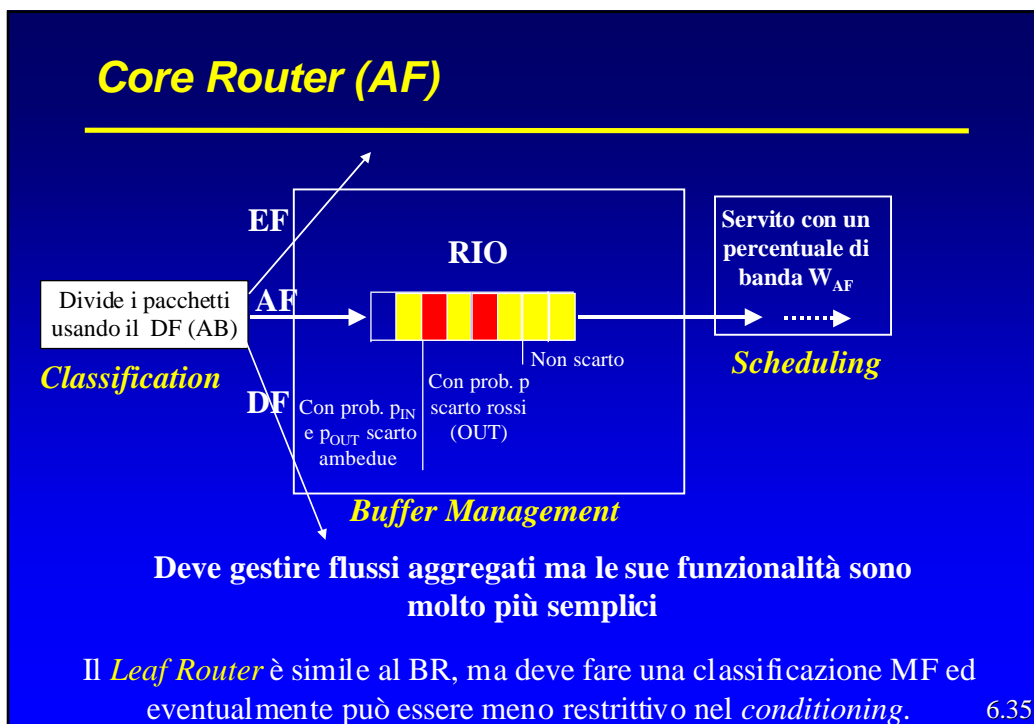 Core Router (AF)
EF
RIO
Servito con un
percentuale di
banda W_AF
Divide i pacchetti
usando il DF (AB)
AF
Classification
Non scarto
Scheduling
DF
Con prob. p_IN
e p_OUT scarto
ambedue
Con prob. p
scarto rossi
(OUT)
Buffer Management
Deve gestire flussi aggregati ma le sue funzionalità sono
molto più semplici
Il Leaf Router è simile al BR, ma deve fare una classificazione MF ed
eventualmente può essere meno restrittivo nel conditioning.
6.35